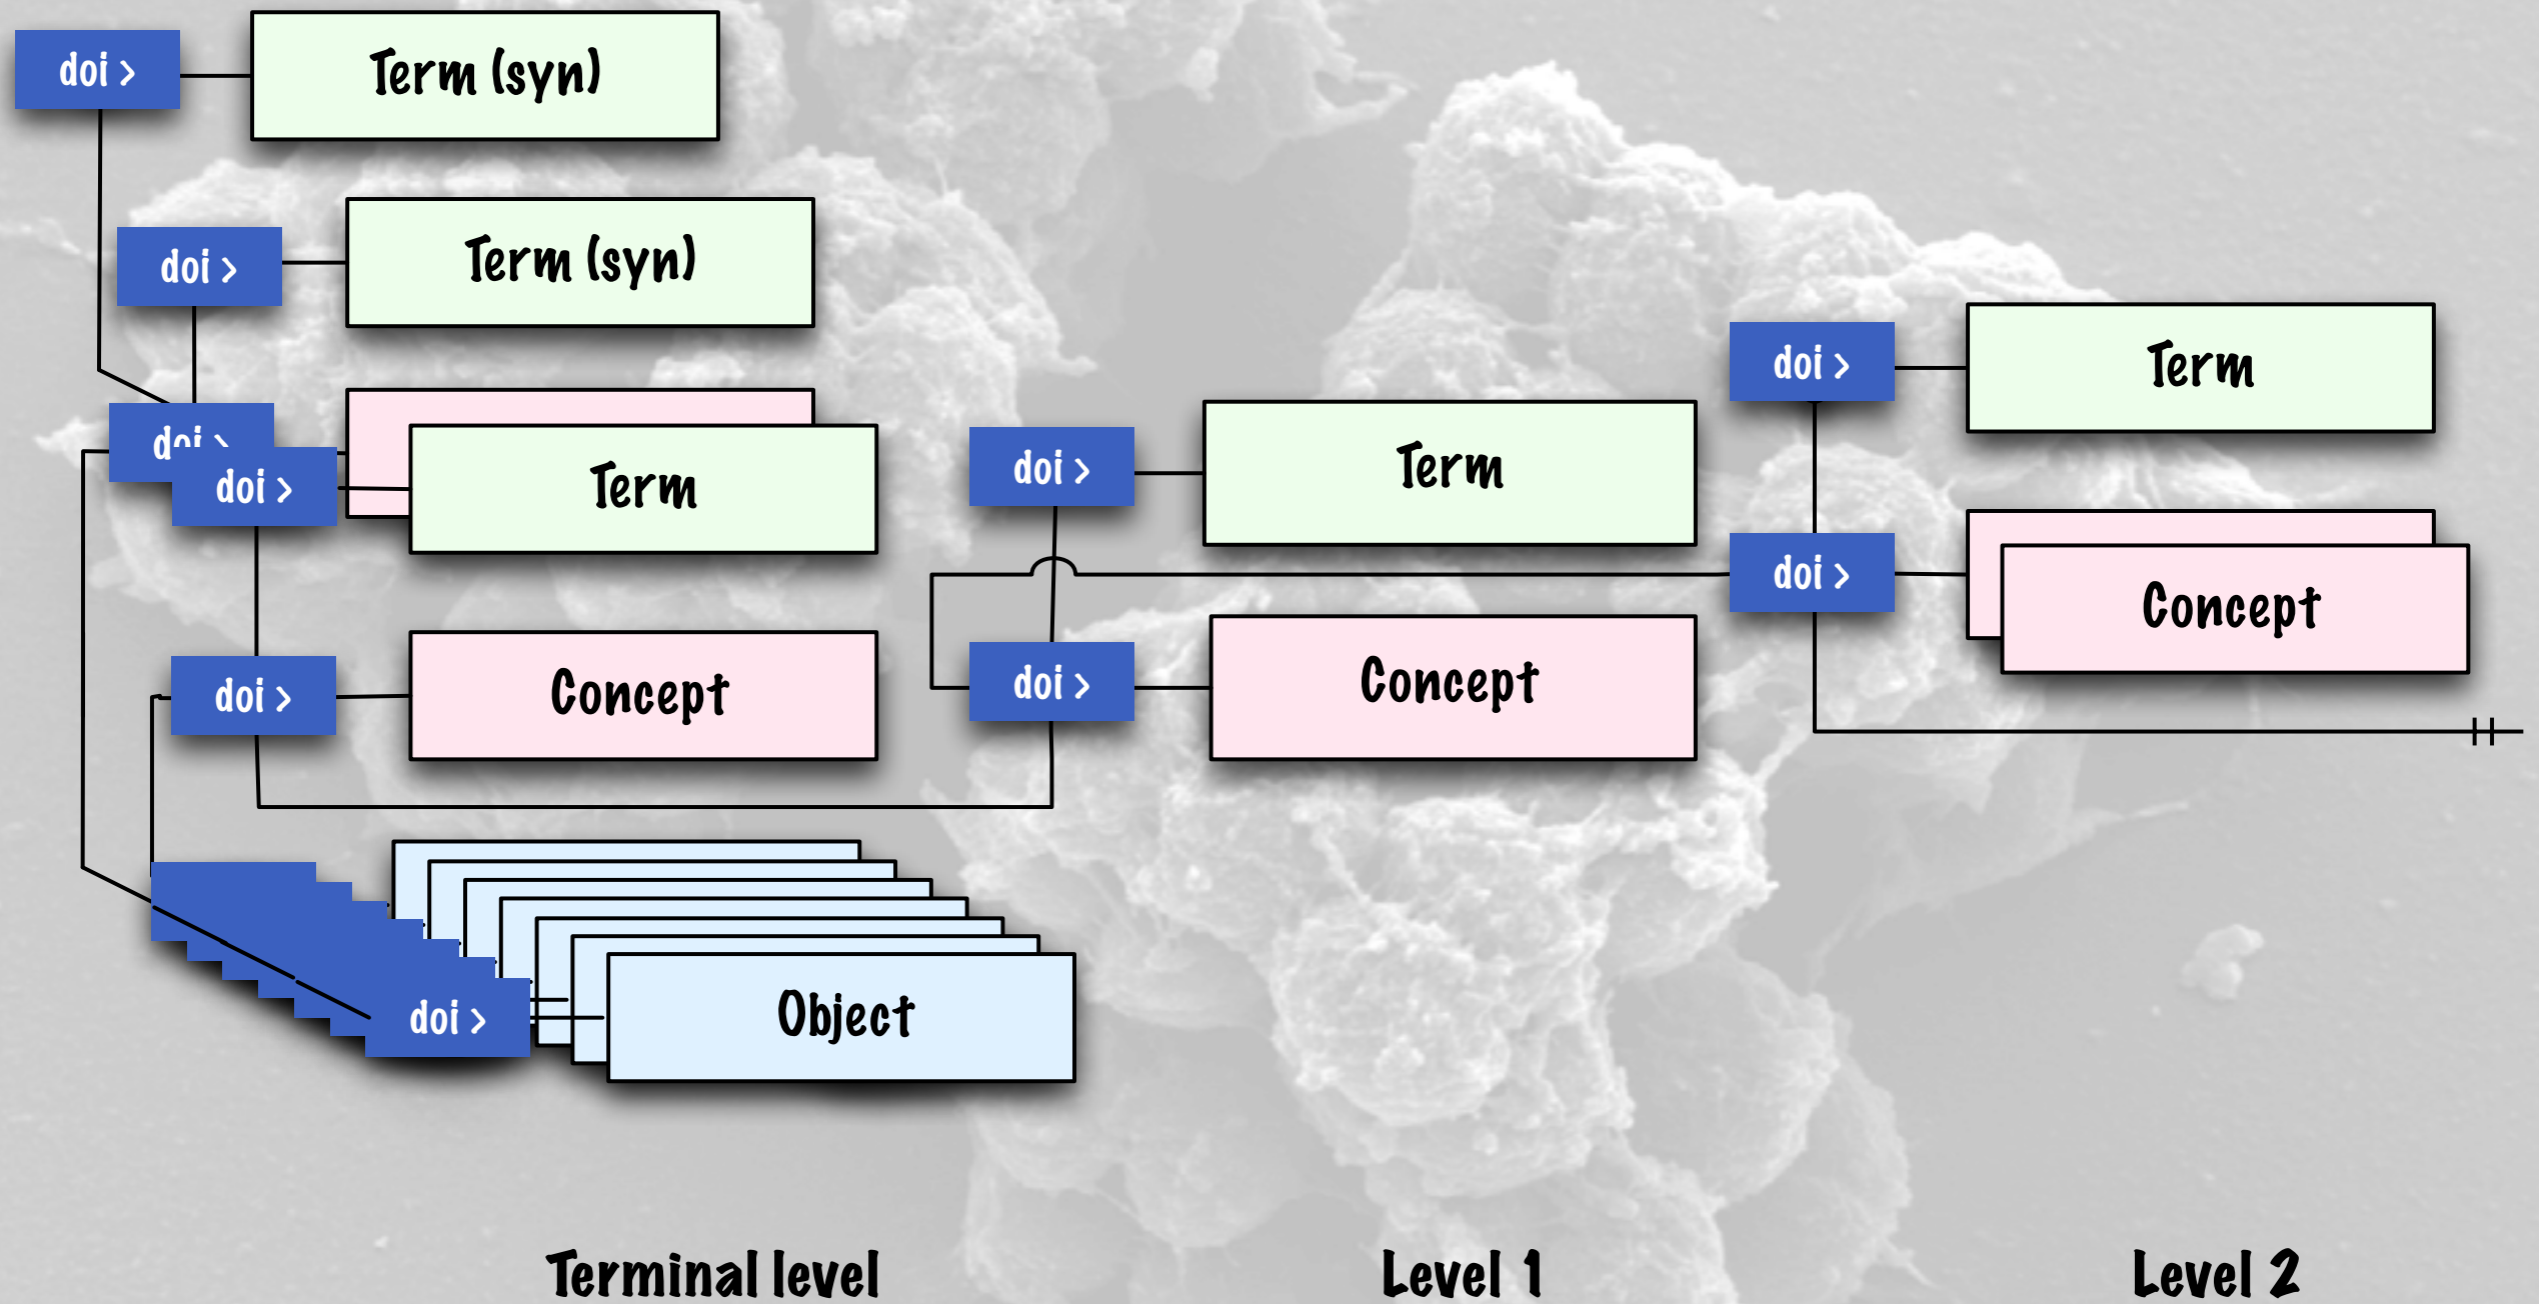 doi >
Term (syn)
doi >
Term (syn)
doi >
doi >
Term
doi >
Concept
doi >
Object
doi >
Term
doi >
Concept
doi >
Term
doi >
Concept
Terminal level
Level 1
Level 2